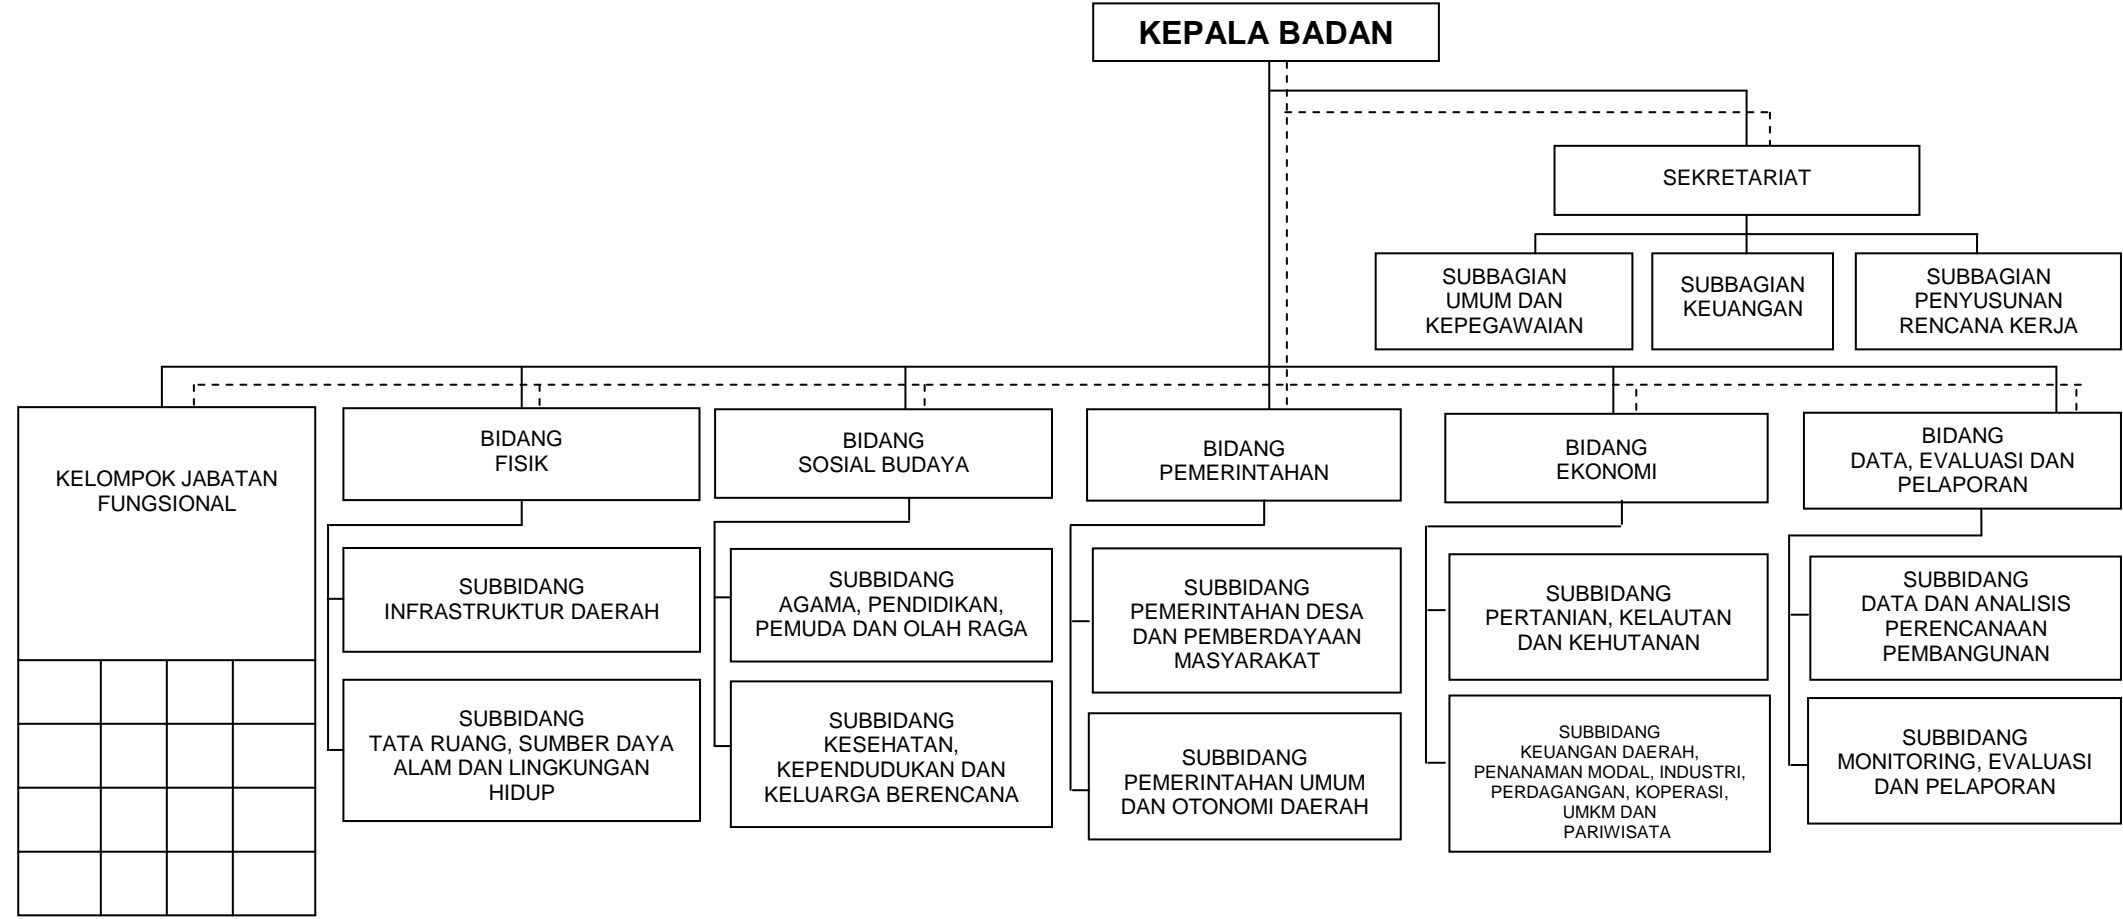 KEPALA BADAN
SEKRETARIAT
SUBBAGIAN
UMUM DAN
KEPEGAWAIAN
SUBBAGIAN
KEUANGAN
SUBBAGIAN
PENYUSUNAN
RENCANA KERJA
KELOMPOK JABATAN
FUNGSIONAL
BIDANG
FISIK
BIDANG
SOSIAL BUDAYA
BIDANG
PEMERINTAHAN
BIDANG
EKONOMI
BIDANG
DATA, EVALUASI DAN
PELAPORAN
SUBBIDANG
INFRASTRUKTUR DAERAH
SUBBIDANG
AGAMA, PENDIDIKAN,
PEMUDA DAN OLAH RAGA
SUBBIDANG
PEMERINTAHAN DESA
DAN PEMBERDAYAAN
MASYARAKAT
SUBBIDANG
PERTANIAN, KELAUTAN
DAN KEHUTANAN
SUBBIDANG
DATA DAN ANALISIS
PERENCANAAN
PEMBANGUNAN
SUBBIDANG
TATA RUANG, SUMBER DAYA
ALAM DAN LINGKUNGAN
HIDUP
SUBBIDANG
KESEHATAN,
KEPENDUDUKAN DAN
KELUARGA BERENCANA
SUBBIDANG
PEMERINTAHAN UMUM
DAN OTONOMI DAERAH
SUBBIDANG
KEUANGAN DAERAH,
PENANAMAN MODAL, INDUSTRI,
PERDAGANGAN, KOPERASI,
UMKM DAN
PARIWISATA
SUBBIDANG
MONITORING, EVALUASI
DAN PELAPORAN